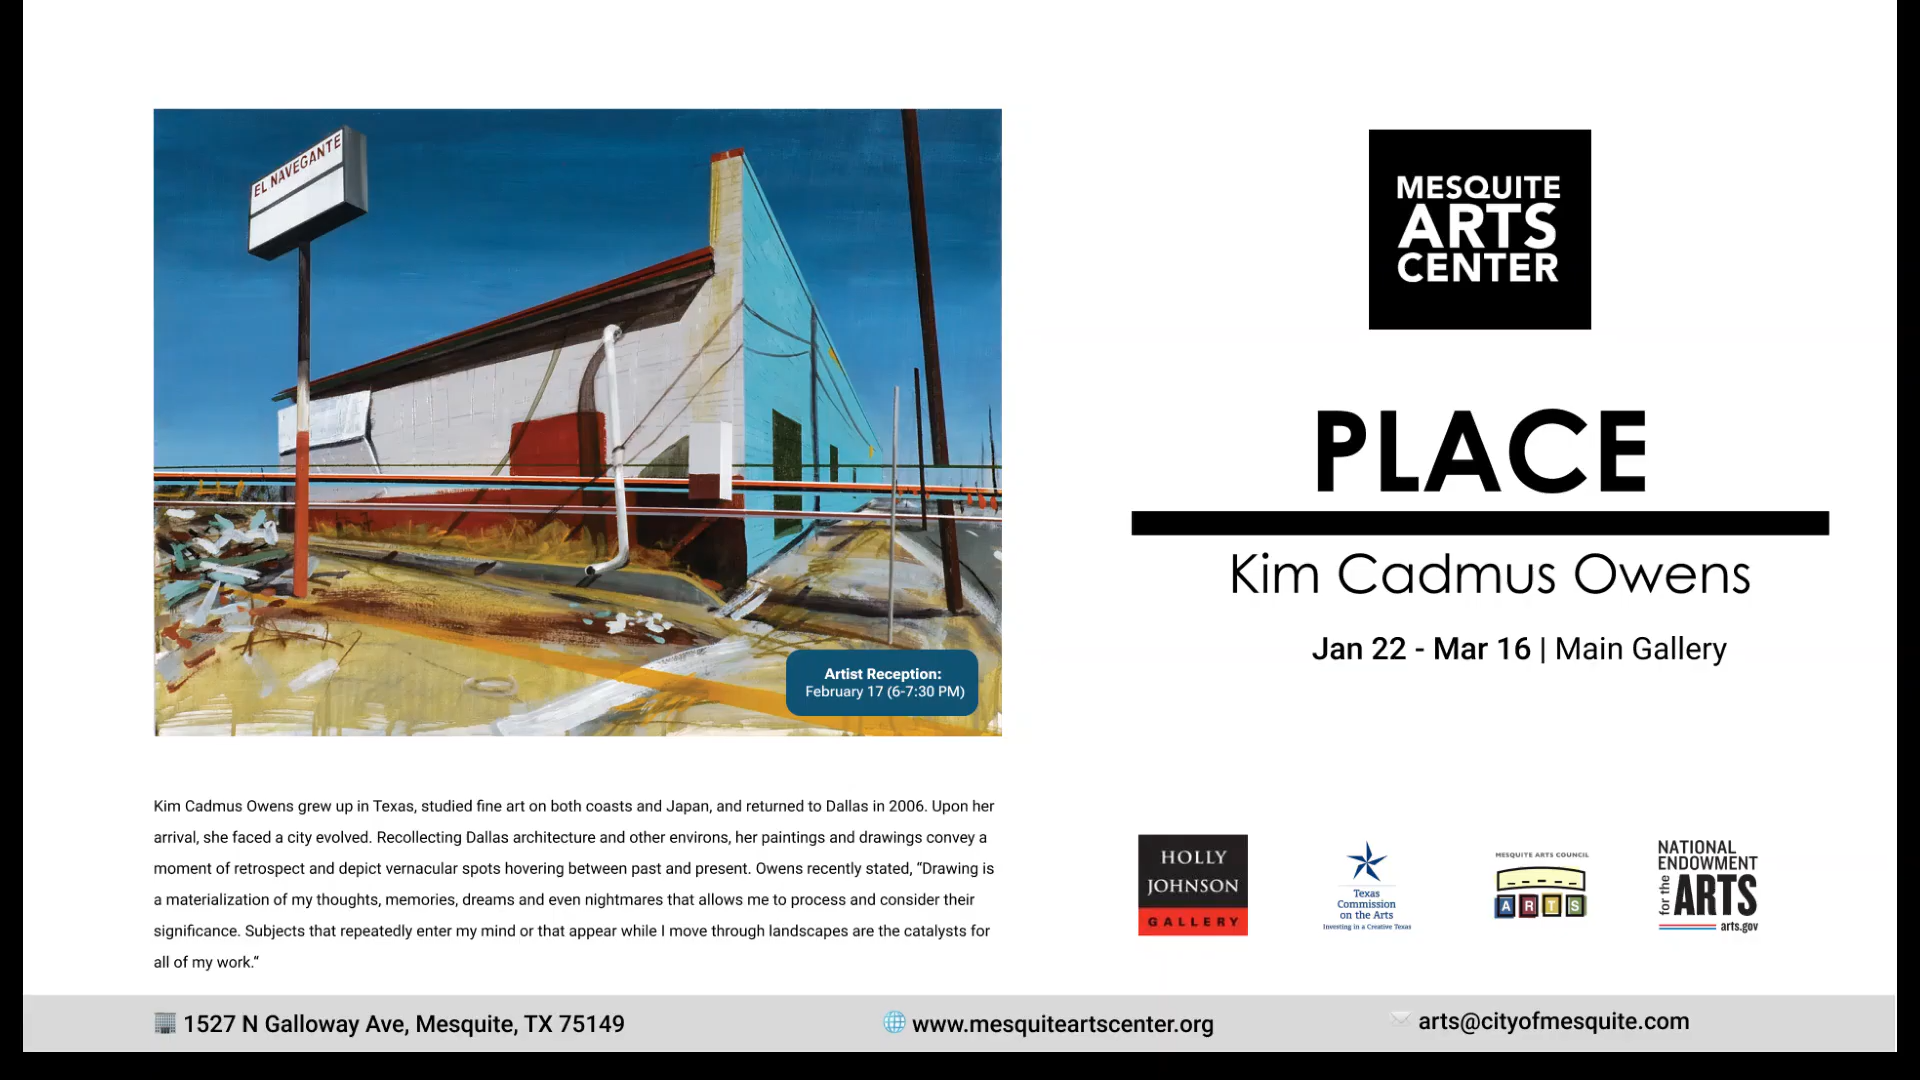 EL NAVEGANTE
Artist Reception:
February 17 (6-7:30 PM)
Kim Cadmus Owens grew up in Texas, studied fine art on both coasts and Japan, and returned to Dallas in 2006. Upon her
arrival, she faced a city evolved. Recollecting Dallas architecture and other environs, her paintings and drawings convey a
moment of retrospect and depict vernacular spots hovering between past and present. Owens recently stated, “Drawing is
a materialization of my thoughts, memories, dreams and even nightmares that allows me to process and consider their
significance. Subjects that repeatedly enter my mind or that appear while I move through landscapes are the catalysts for
all of my work.“
MESQUITE
ARTS
CENTER
PLACE
Kim Cadmus Owens
Jan 22 - Mar 16 | Main Gallery
HOLLY
JOHNSON
GALLERY
Texas
Commission
on the Arts
Investing in a Creative Texas
MESQUITE ARTS COUNCIL
ARTS
NATIONAL
ENDOWMENT
for the ARTS
arts.gov
1527 N Galloway Ave, Mesquite, TX 75149
www.mesquiteartscenter.org
arts@cityofmesquite.com